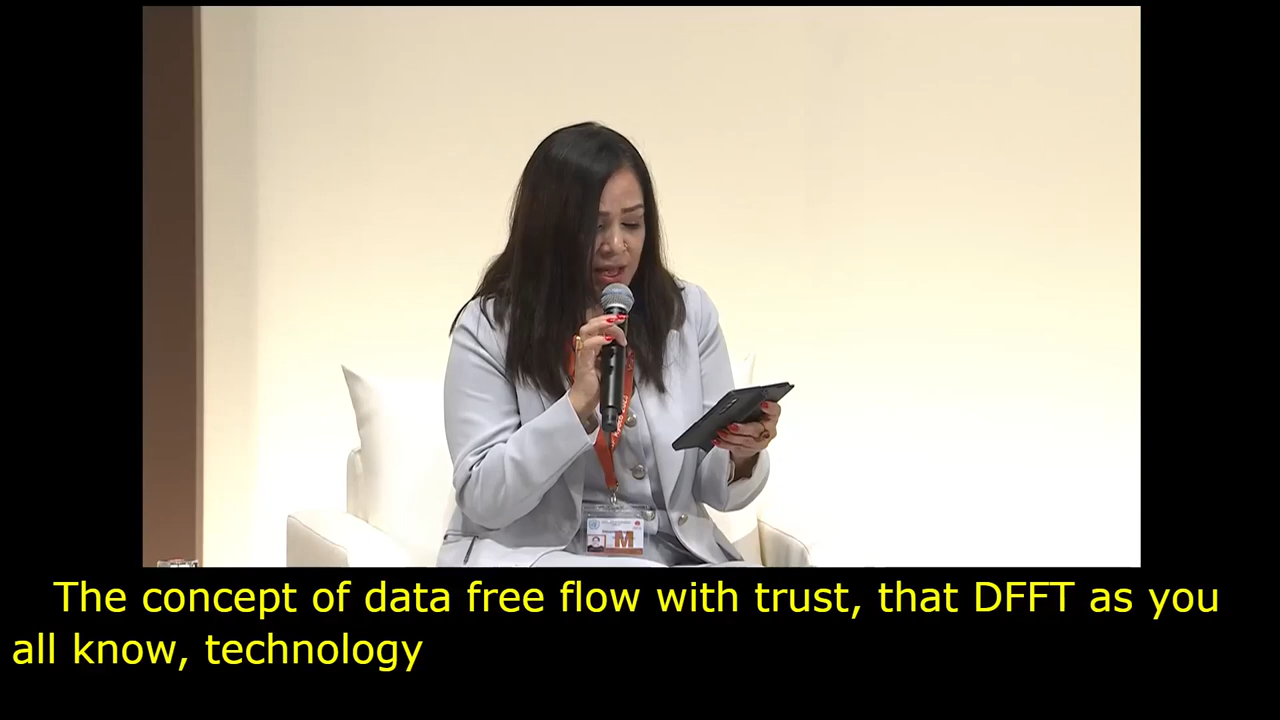 M
The concept of data free flow with trust, that DFFT as you
all know, technology